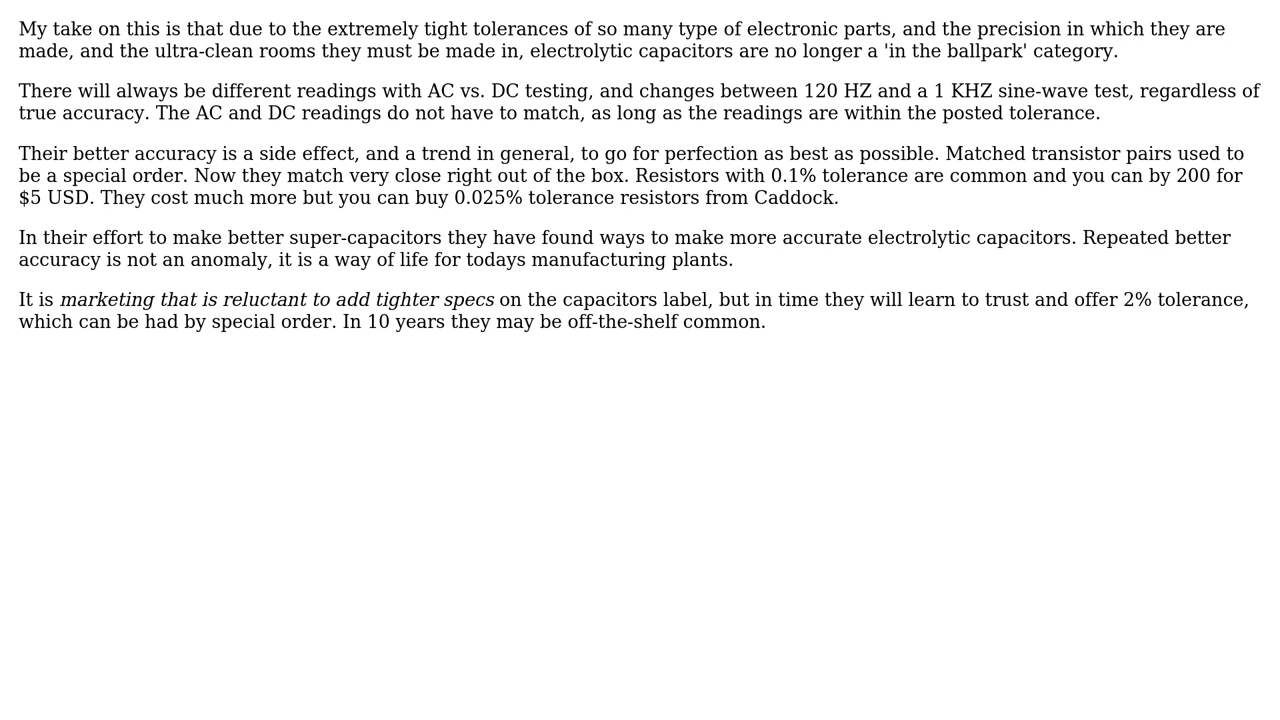 My take on this is that due to the extremely tight tolerances of so many type of electronic parts, and the precision in which they are
made, and the ultra-clean rooms they must be made in, electrolytic capacitors are no longer a 'in the ballpark' category.
There will always be different readings with AC vs. DC testing, and changes between 120 HZ and a 1 KHZ sine-wave test, regardless of
true accuracy. The AC and DC readings do not have to match, as long as the readings are within the posted tolerance.
Their better accuracy is a side effect, and a trend in general, to go for perfection as best as possible. Matched transistor pairs used to
be a special order. Now they match very close right out of the box. Resistors with 0.1% tolerance are common and you can by 200 for
$5 USD. They cost much more but you can buy 0.025% tolerance resistors from Caddock.
In their effort to make better super-capacitors they have found ways to make more accurate electrolytic capacitors. Repeated better
accuracy is not an anomaly, it is a way of life for todays manufacturing plants.
It is marketing that is reluctant to add tighter specs on the capacitors label, but in time they will learn to trust and offer 2% tolerance,
which can be had by special order. In 10 years they may be off-the-shelf common.